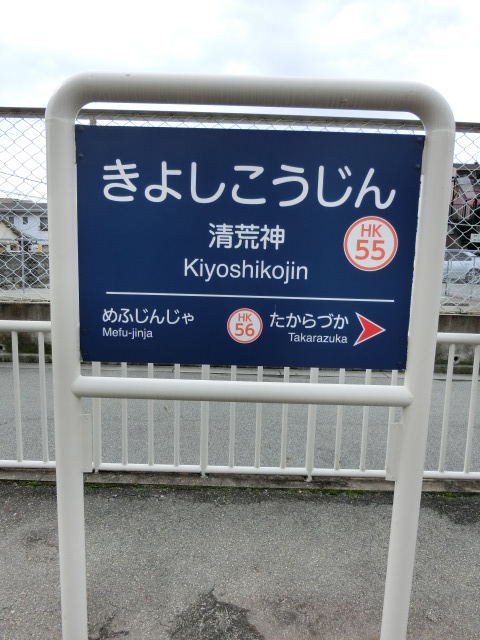 きよしこうじん
清荒神
HK
55
Kiyoshikojin
めふじんじゃ
Mefu-jinja
HK
56
たからづか
Takarazuka